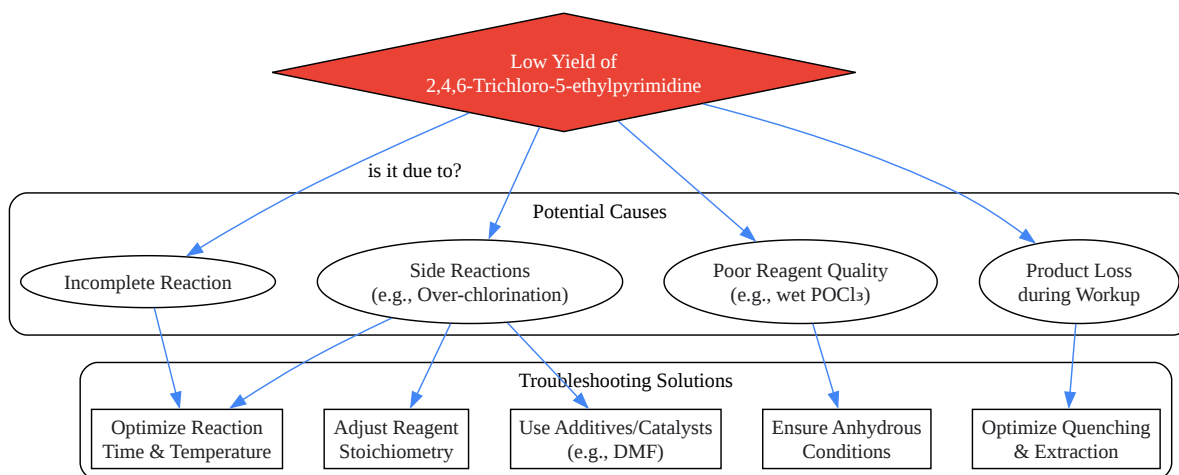 Low Yield of
2,4,6-Trichloro-5-ethylpyrimidine
is it due to?
Potential Causes
Incomplete Reaction
Side Reactions
(e.g., Over-chlorination)
Poor Reagent Quality
(e.g., wet POCl₃)
Product Loss
during Workup
Troubleshooting Solutions
Optimize Reaction
Time & Temperature
Adjust Reagent
Stoichiometry
Use Additives/Catalysts
(e.g., DMF)
Ensure Anhydrous
Conditions
Optimize Quenching
& Extraction